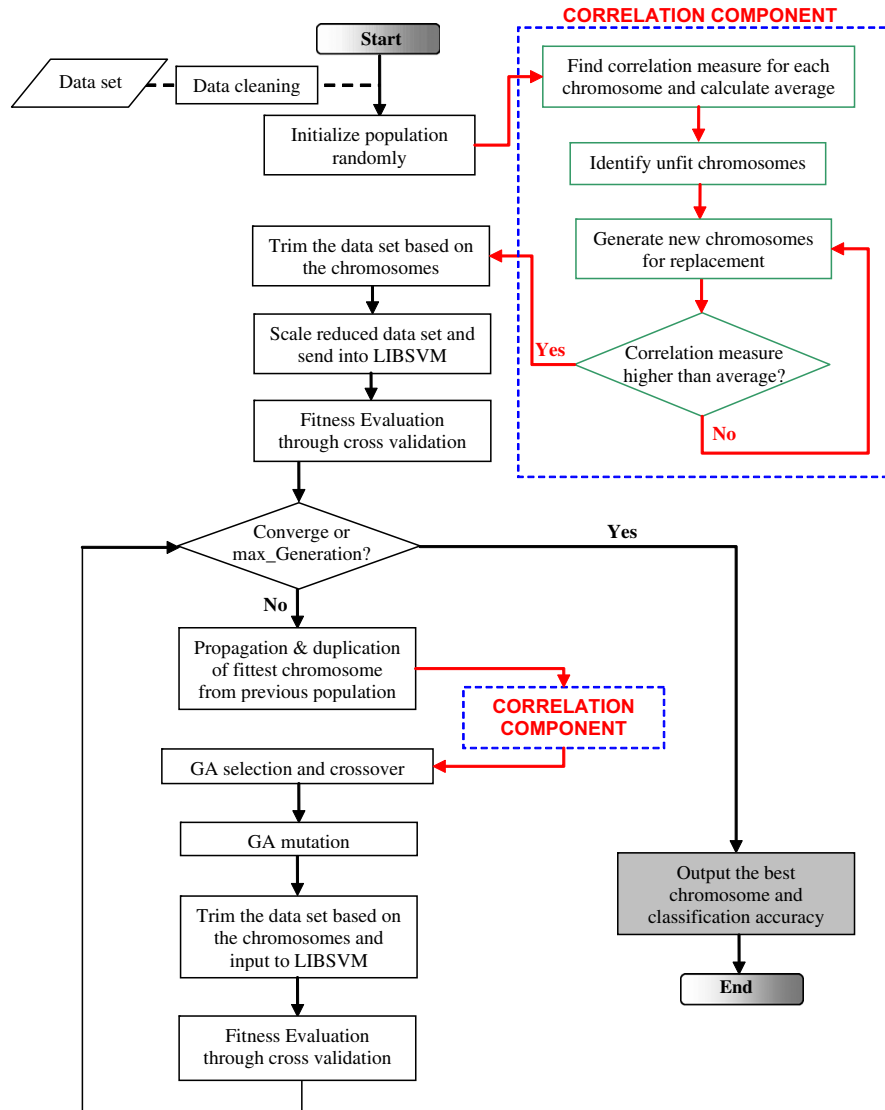 CORRELATION COMPONENT
Start
Data set
Data cleaning
Initialize population
randomly
Find correlation measure for each
chromosome and calculate average
Identify unfit chromosomes
Generate new chromosomes
for replacement
Correlation measure
higher than average?
Yes
No
Trim the data set based on
the chromosomes
Scale reduced data set and
send into LIBSVM
Fitness Evaluation
through cross validation
Converge or
max_Generation?
Yes
No
Propagation & duplication
of fittest chromosome
from previous population
CORRELATION
COMPONENT
GA selection and crossover
GA mutation
Trim the data set based on
the chromosomes and
input to LIBSVM
Fitness Evaluation
through cross validation
Output the best
chromosome and
classification accuracy
End